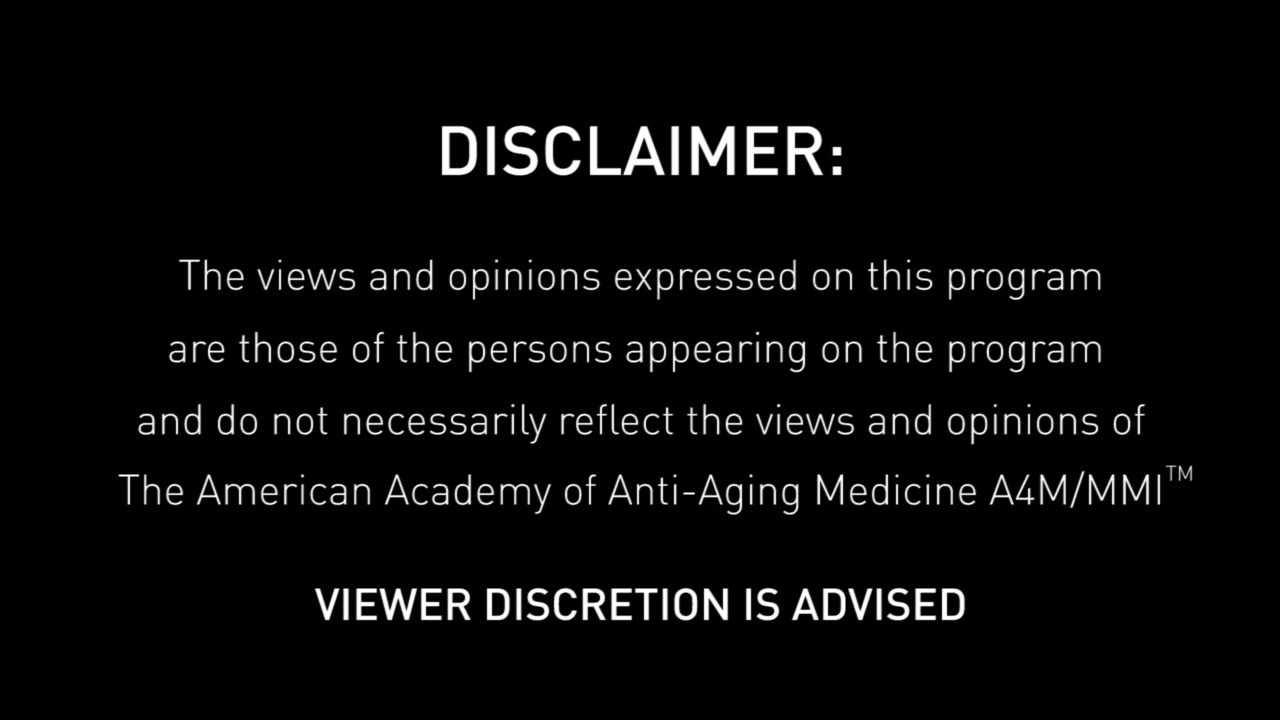 DISCLAIMER:
The views and opinions expressed on this program
are those of the persons appearing on the program
and do not necessarily reflect the views and opinions of
The American Academy of Anti-Aging Medicine A4M/MMI™
VIEWER DISCRETION IS ADVISED